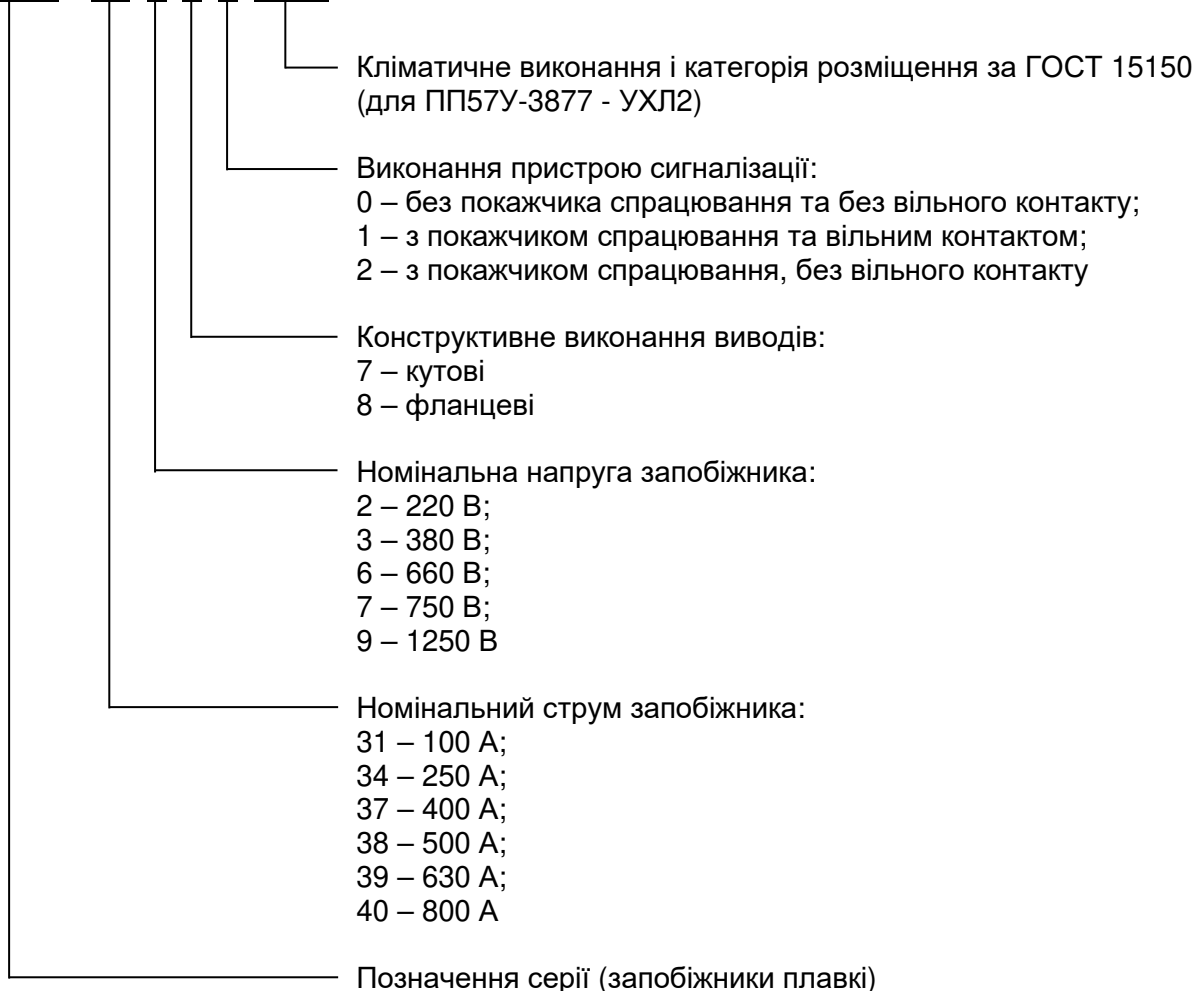 Кліматичне виконання і категорія розміщення за ГОСТ 15150
(для ПП57У-3877 - УХЛ2)
Виконання пристрою сигналізації:
0 – без покажчика спрацювання та без вільного контакту;
1 – з покажчиком спрацювання та вільним контактом;
2 – з покажчиком спрацювання, без вільного контакту
Конструктивне виконання виводів:
7 – кутові
8 – фланцеві
Номінальна напруга запобіжника:
2 – 220 В;
3 – 380 В;
6 – 660 В;
7 – 750 В;
9 – 1250 В
Номінальний струм запобіжника:
31 – 100 А;
34 – 250 А;
37 – 400 А;
38 – 500 А;
39 – 630 А;
40 – 800 А
Позначення серії (запобіжники плавкі)